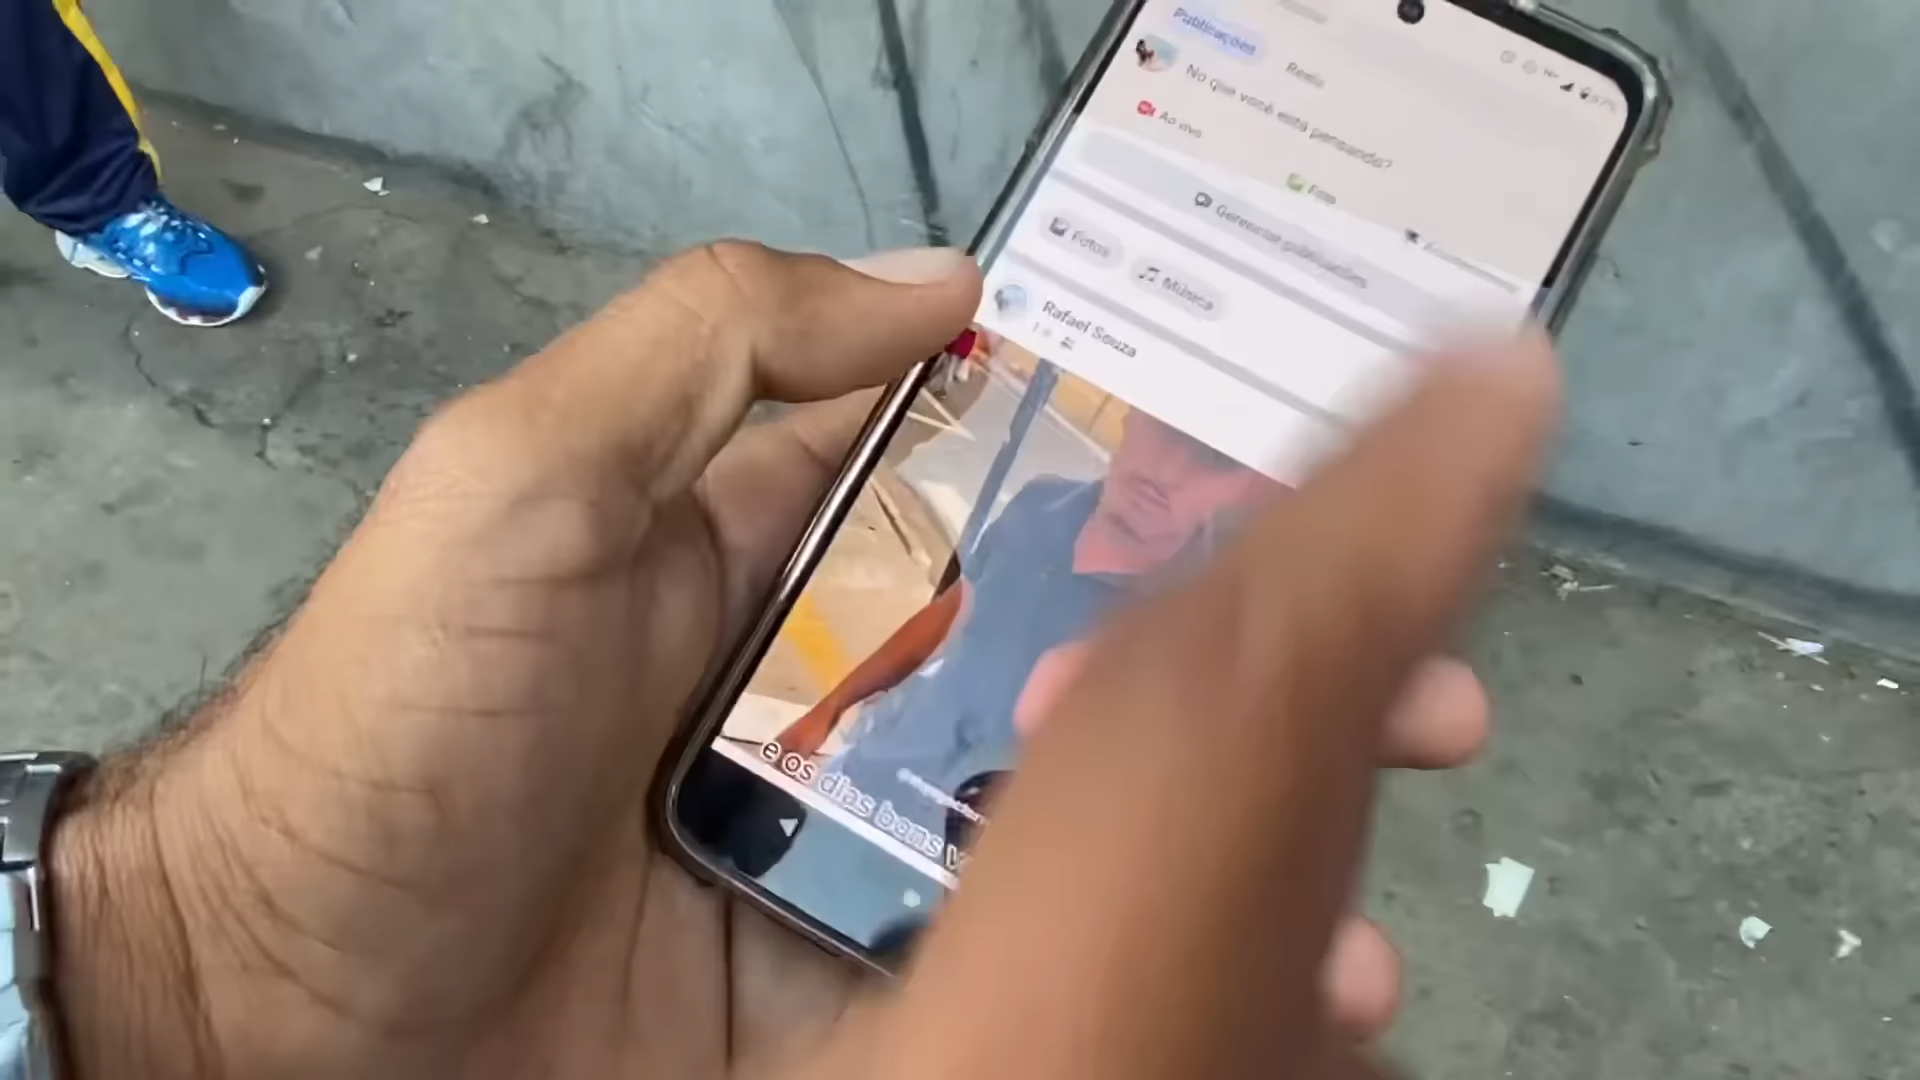 Publicações
Reels
No que você está pensando?
Ao vivo
Foto
Gerenciar publicações
Fotos
Música
Rafael Souza
e os dias bons